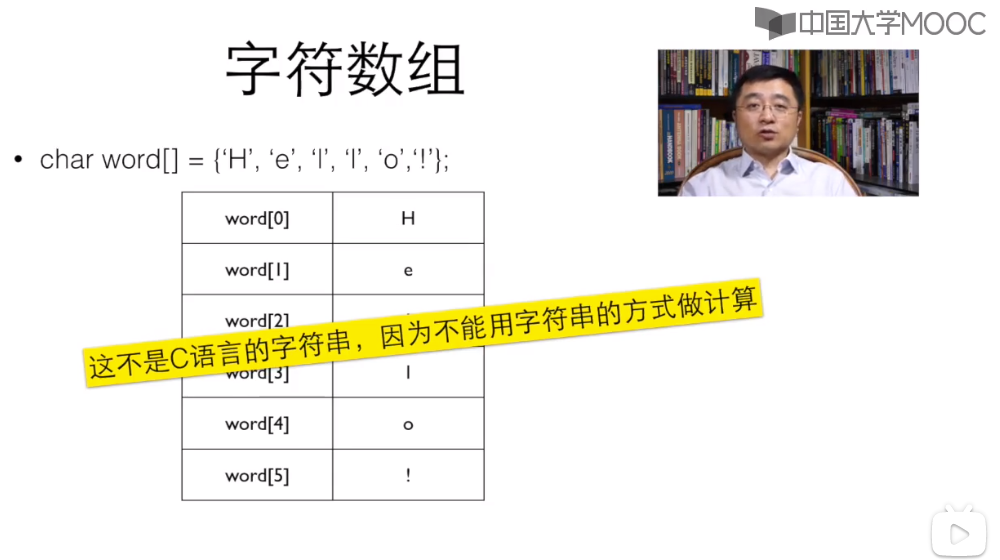 中国大学MOOC
字符数组
• char word[] = {‘H’, ‘e’, ‘l’, ‘l’, ‘o’,‘!’};
word[0] H
word[1] e
word[2]
这不是C语言的字符串，因为不能用字符串的方式做计算
word[3] l
word[4] o
word[5] !